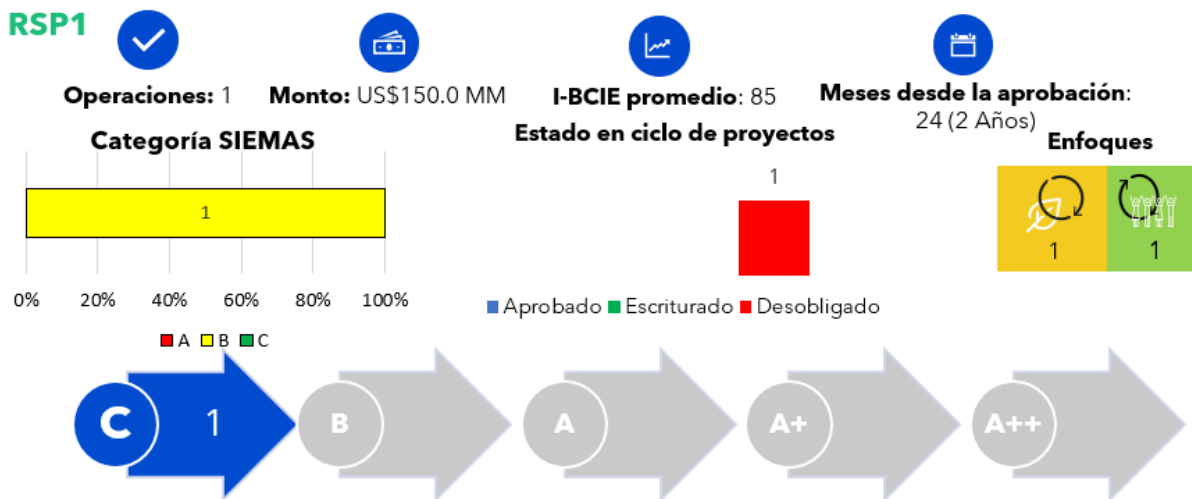 RSP1
Operaciones: 1
Monto: US$150.0 MM
I-BCIE promedio: 85
Meses desde la aprobación:
24 (2 Años)
Categoría SIEMAS
1
0% 20% 40% 60% 80% 100%
A B C
Estado en ciclo de proyectos
1
Aprobado Escriturado Desobligado
Enfoques
1 1
C 1 B A A+ A++